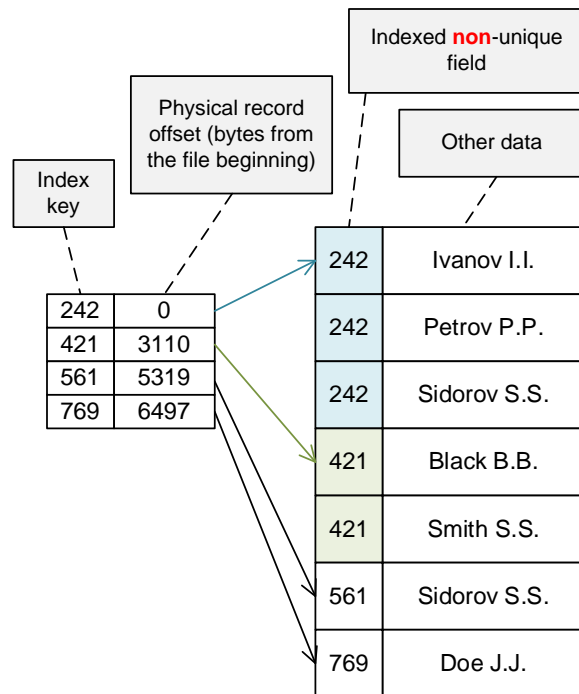 Indexed non-unique
field
Physical record
offset (bytes from
the file beginning)
Other data
Index
key
242 0
421 3110
561 5319
769 6497
242 Ivanov I.I.
242 Petrov P.P.
242 Sidorov S.S.
421 Black B.B.
421 Smith S.S.
561 Sidorov S.S.
769 Doe J.J.